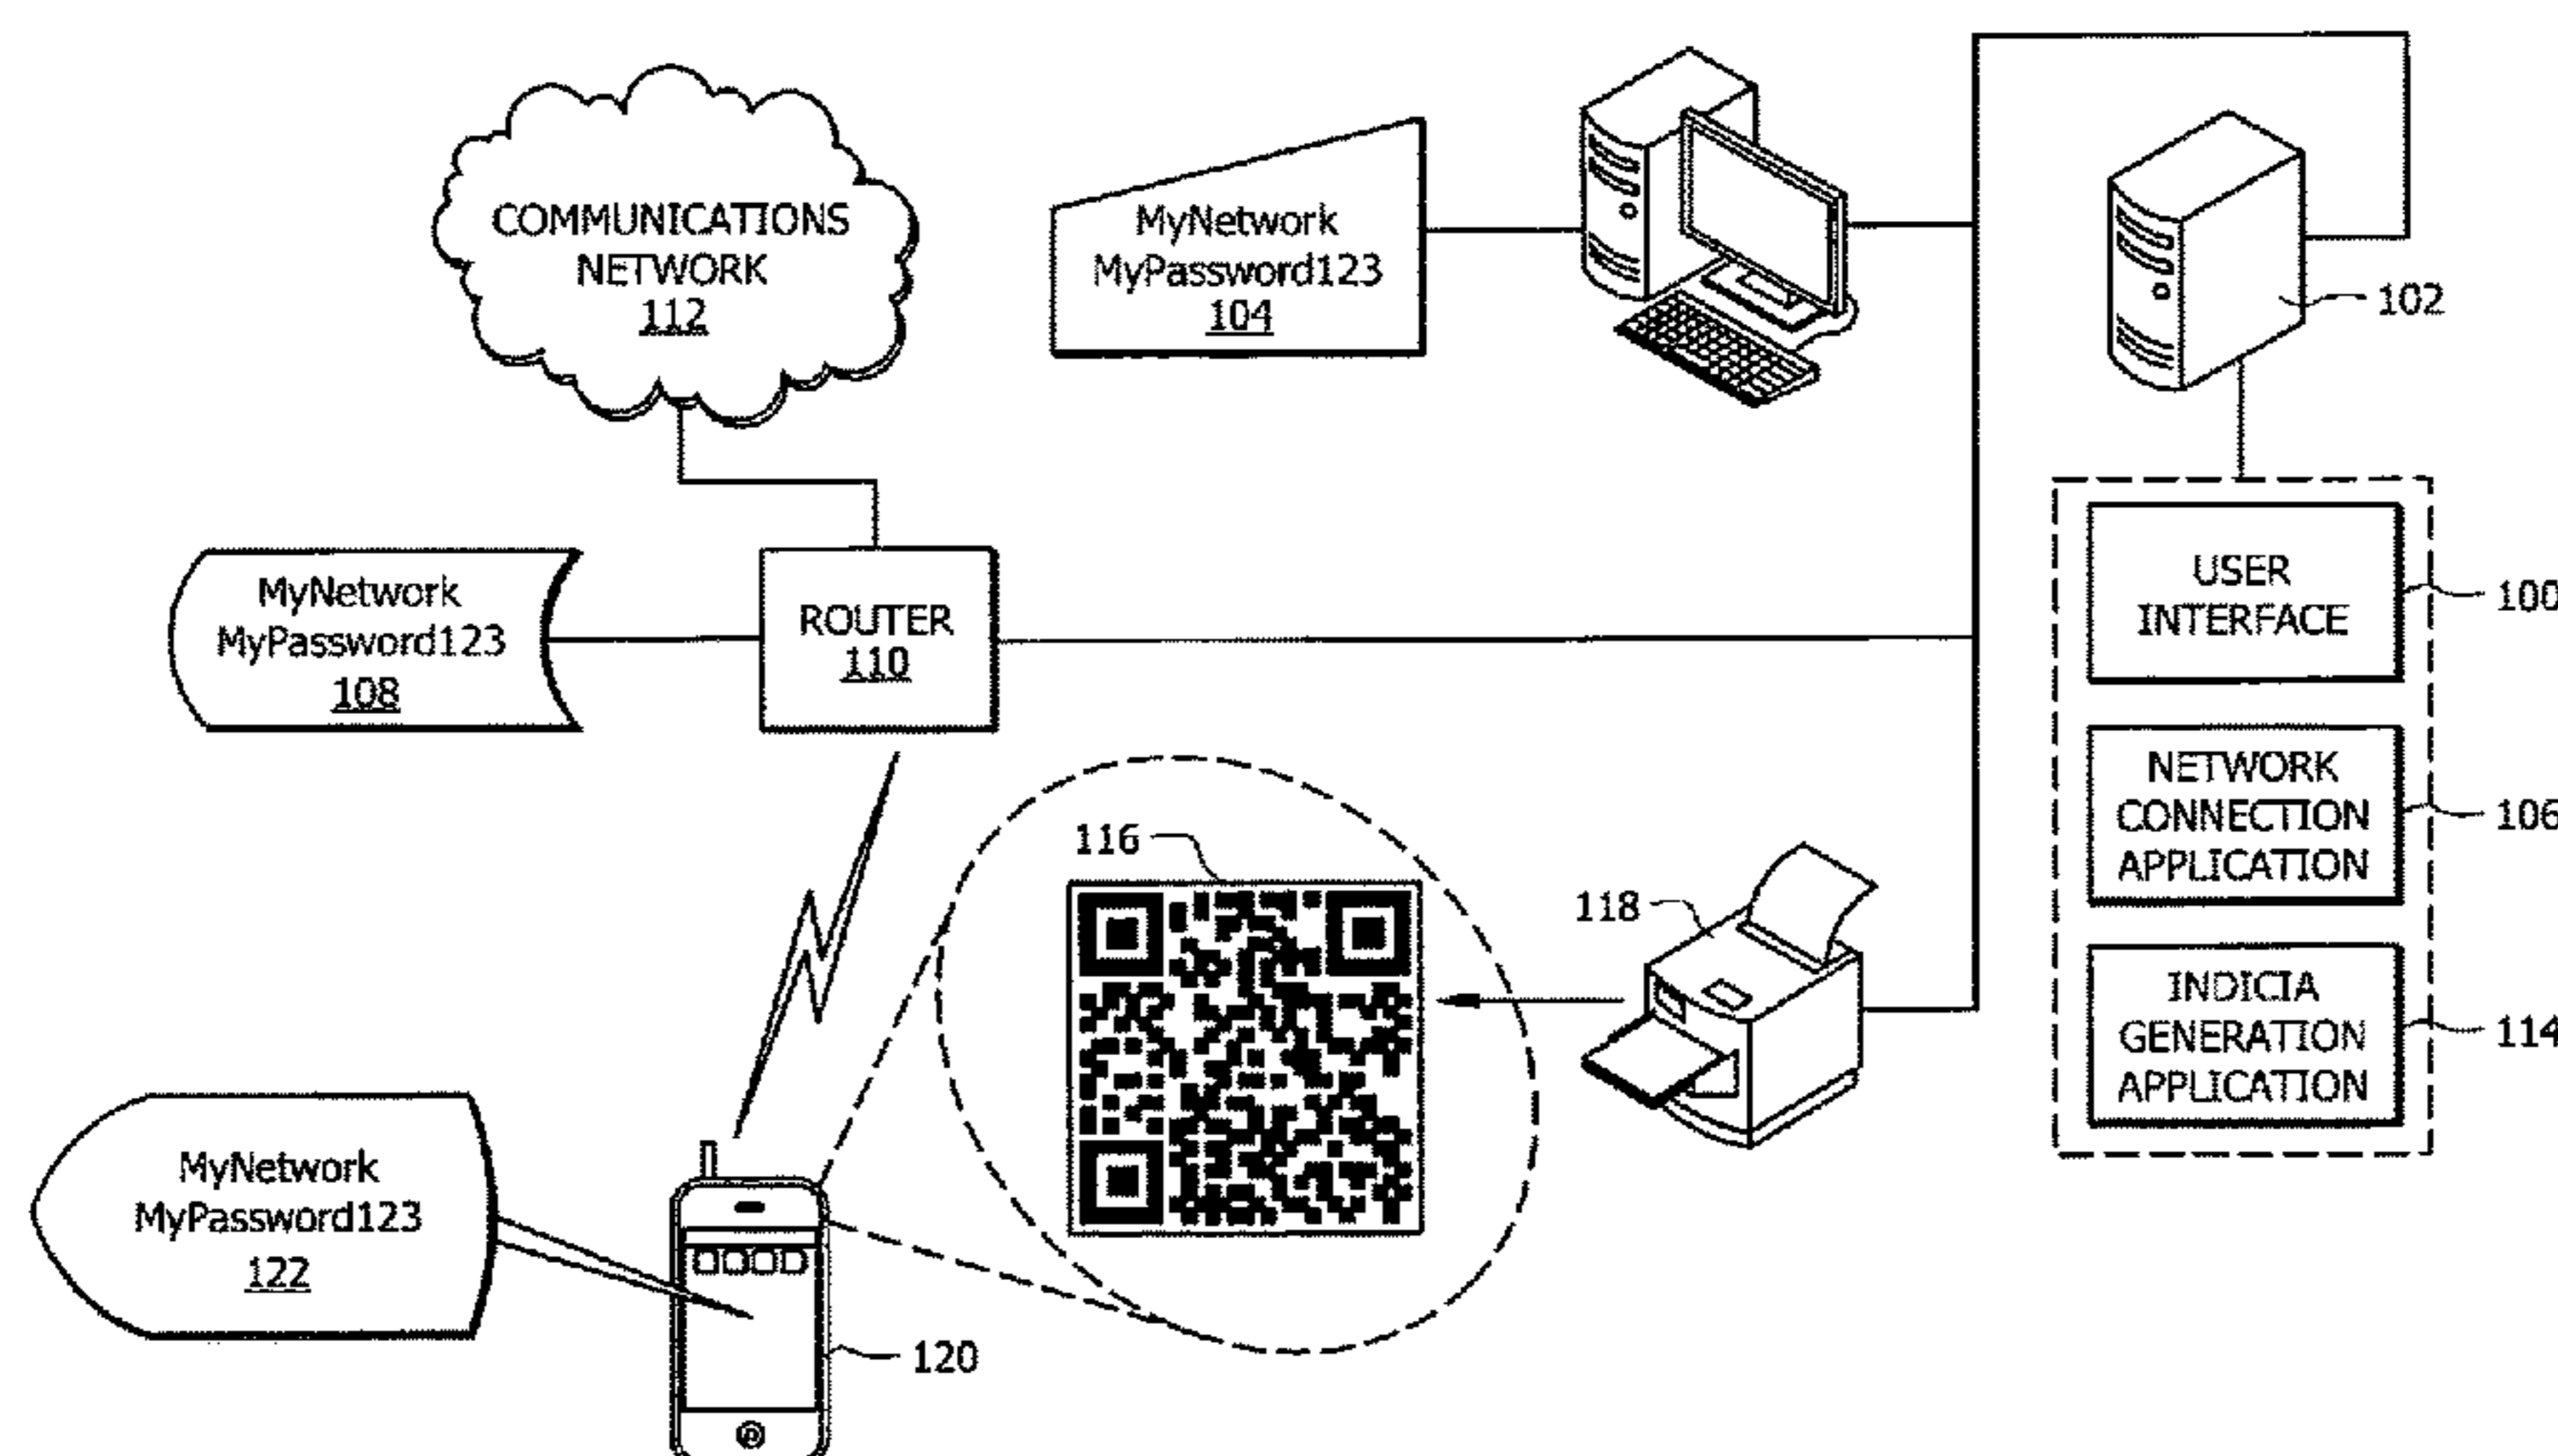 COMMUNICATIONS
NETWORK
112
MyNetwork
MyPassword123
104
102
MyNetwork
MyPassword123
108
ROUTER
110
USER
INTERFACE
100
NETWORK
CONNECTION
APPLICATION
106
INDICIA
GENERATION
APPLICATION
114
116
118
MyNetwork
MyPassword123
122
120